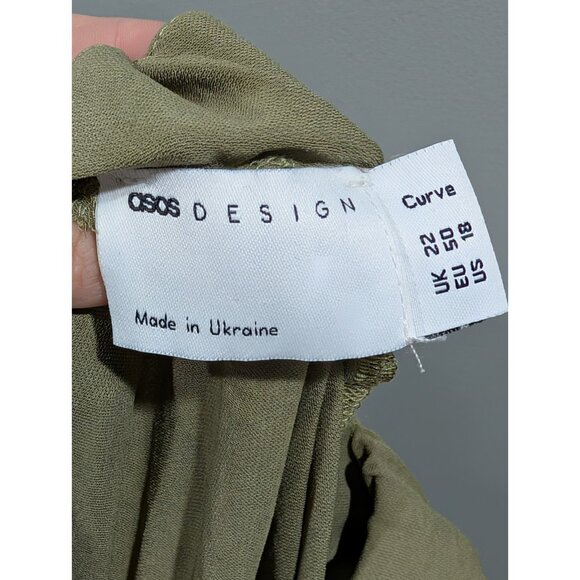 asos DESIGN
Made in Ukraine
Curve
UK 22
EU 50
US 18